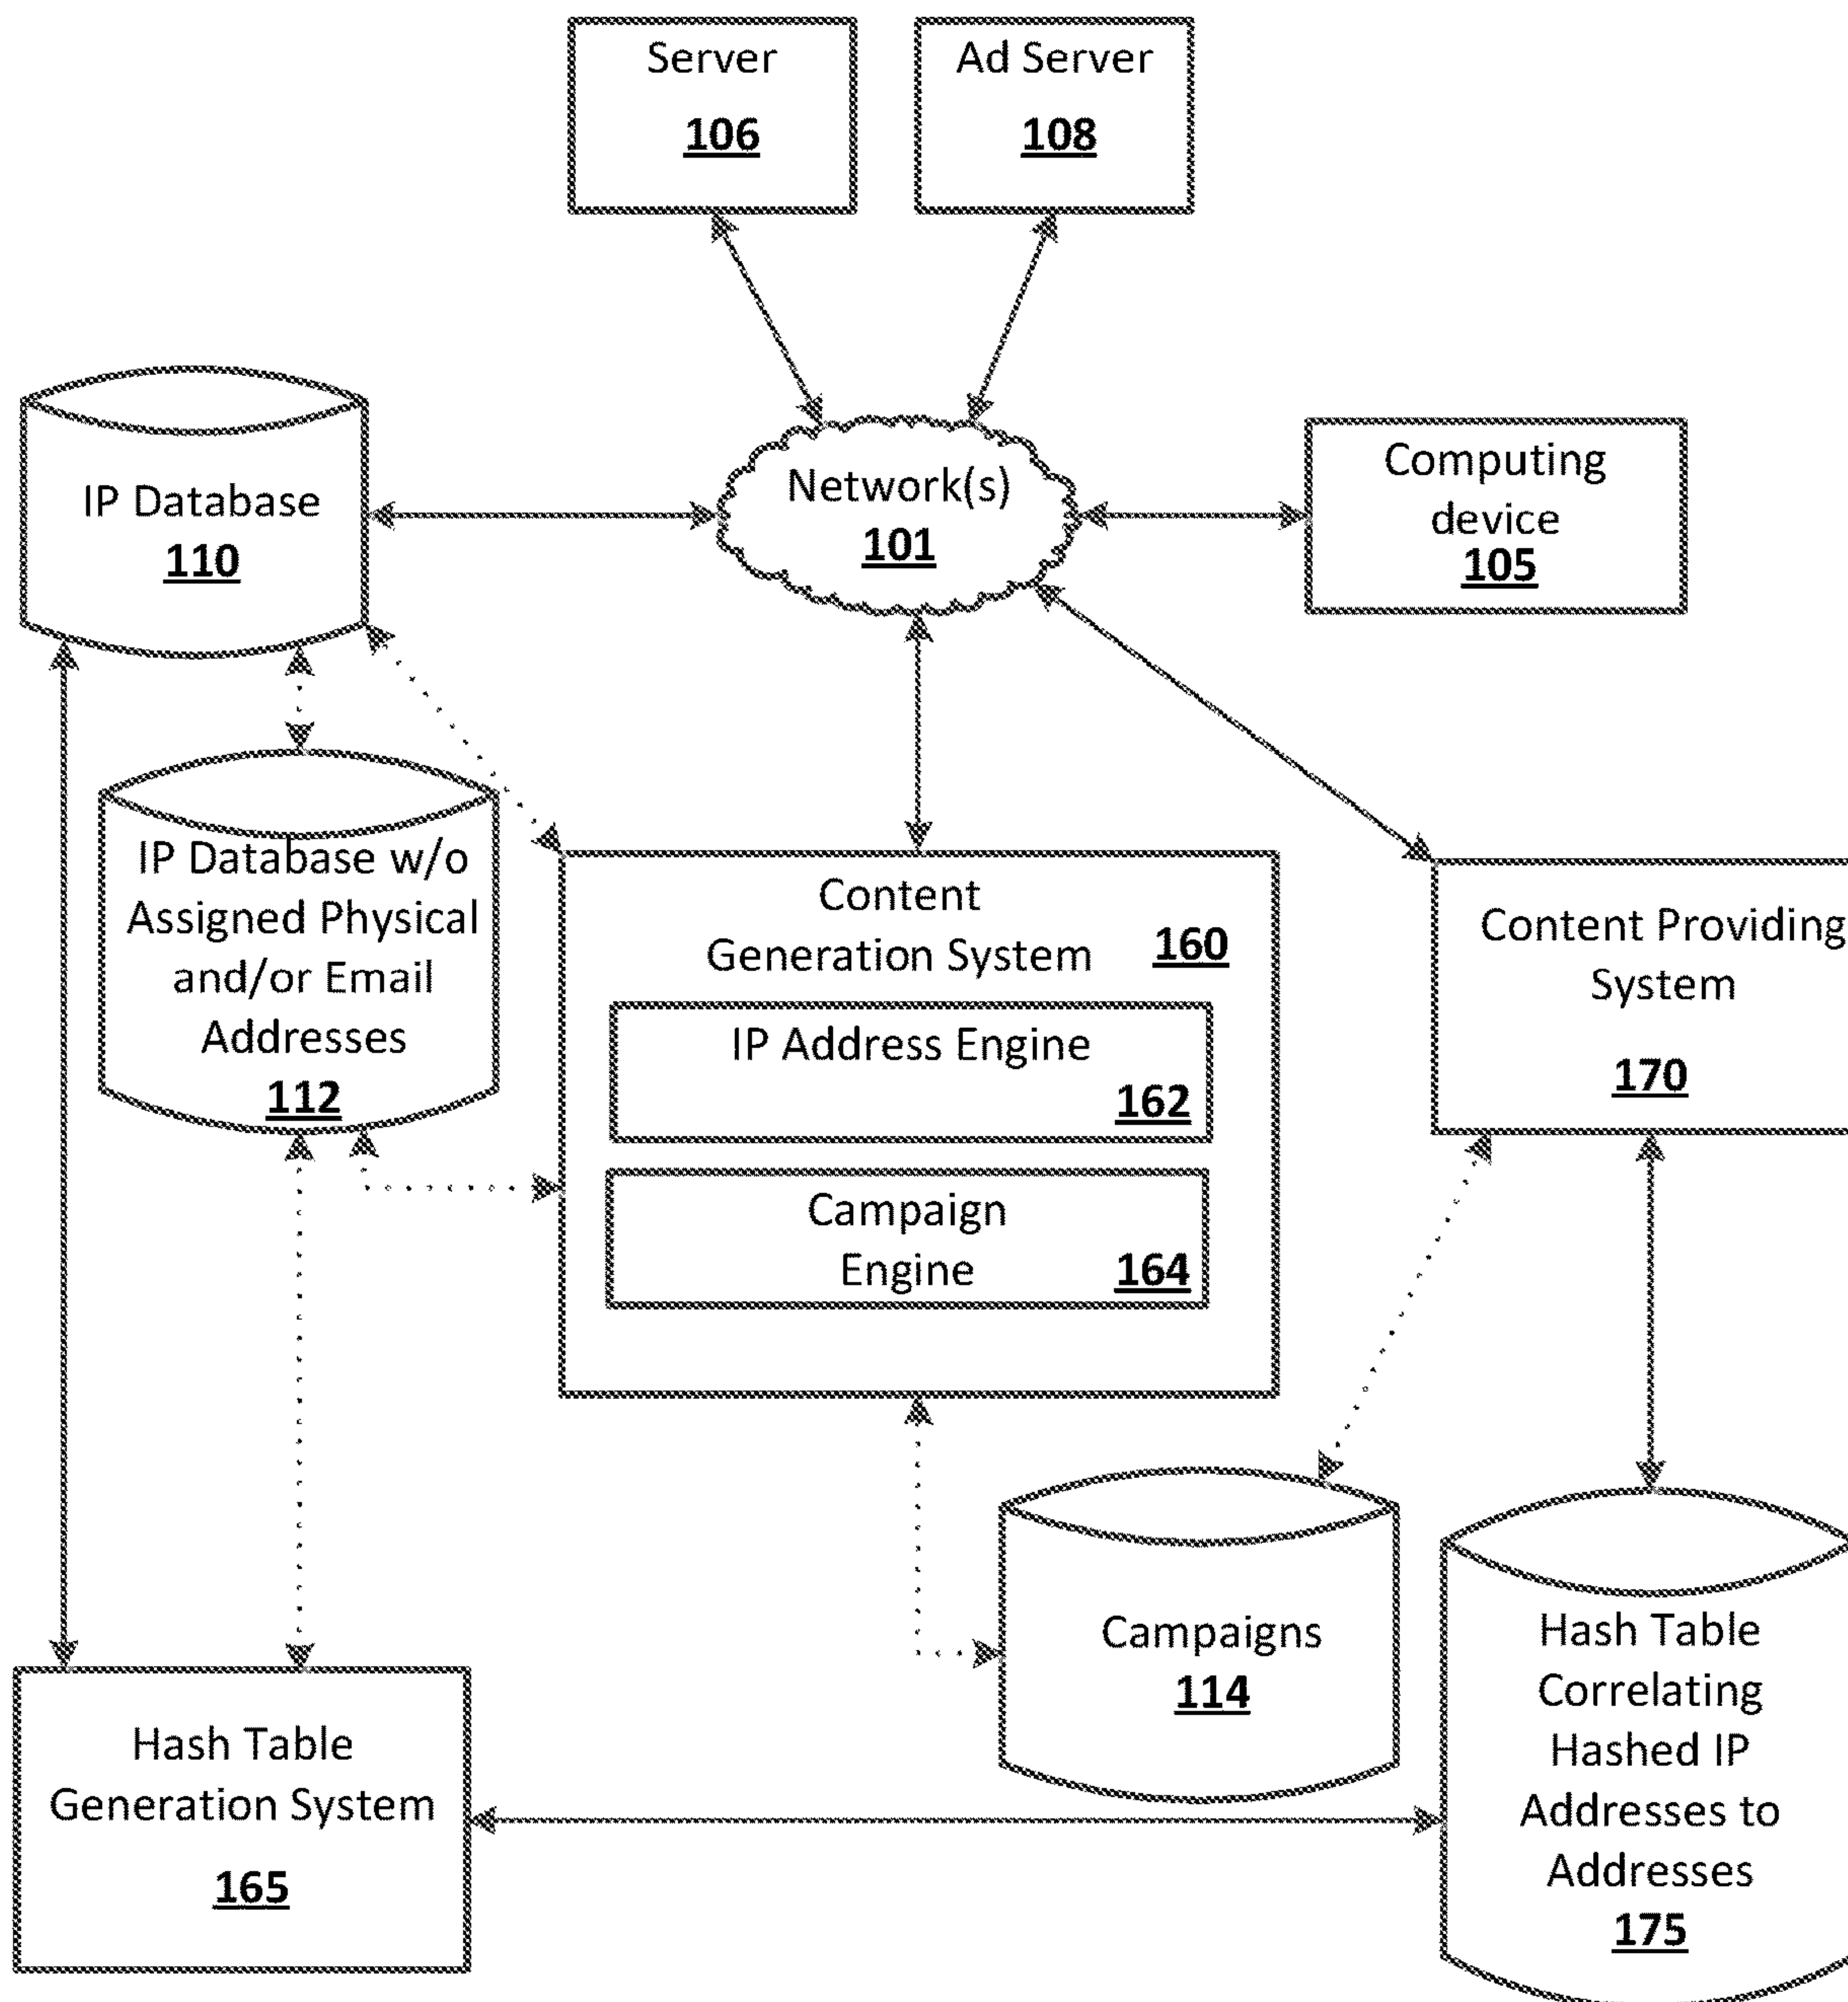 Server
106
Ad Server
108
IP Database
110
Network(s)
101
Computing
device
105
IP Database w/o
Assigned Physical
and/or Email
Addresses
112
Content
Generation System 160
IP Address Engine
162
Campaign
Engine 164
Content Providing
System
170
Campaigns
114
Hash Table
Correlating
Hashed IP
Addresses to
Addresses
175
Hash Table
Generation System
165